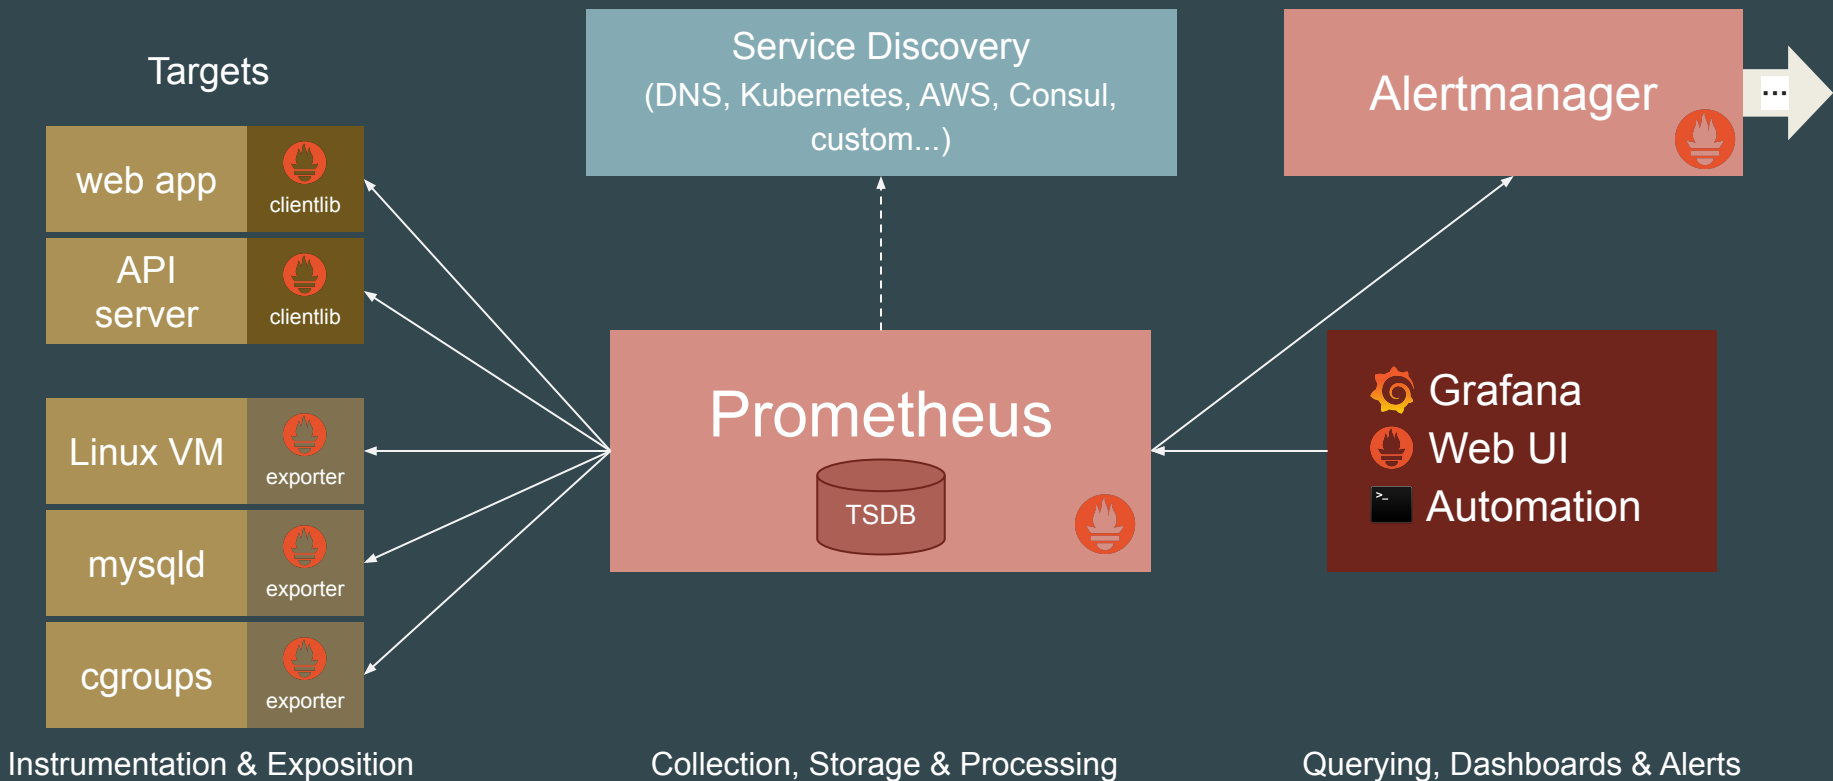 Targets
web app
clientlib
API
server
clientlib
Linux VM
exporter
mysqld
exporter
cgroups
exporter
Instrumentation & Exposition
Service Discovery
(DNS, Kubernetes, AWS, Consul,
custom...)
Prometheus
TSDB
Collection, Storage & Processing
Alertmanager
...
Grafana
Web UI
>_
Automation
Querying, Dashboards & Alerts